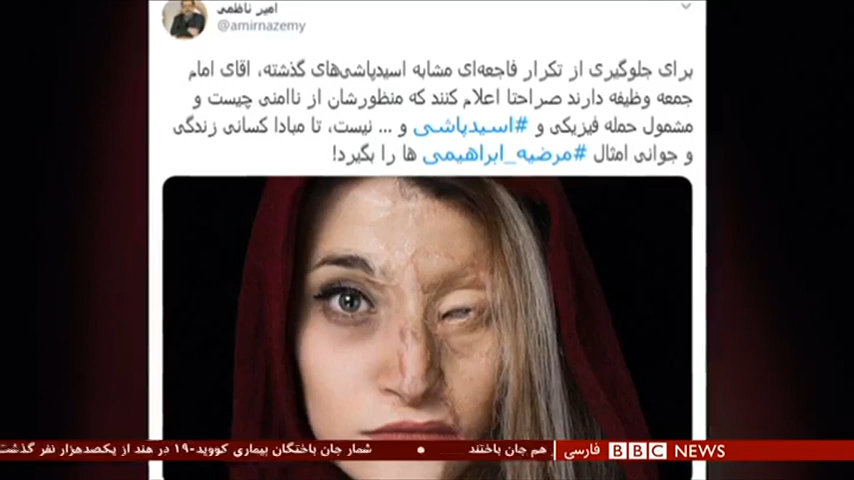 امیر ناظمی
@amirnazemy
برای جلوگیری از تکرار فاجعه‌ای مشابه اسیدپاشی‌های گذشته، اقای امام
جمعه وظیفه دارند صراحتا اعلام کنند که منظورشان از ناامنی چیست و
مشمول حمله فیزیکی و #اسیدپاشی و ... نیست، تا مبادا کسانی زندگی
و جوانی امثال #مرضیه_ابراهیمی ها را بگیرد!
هم جان باختند • شمار جان باختگان بیماری کووید-۱۹ در هند از یکصدهزار نفر گذشت
BBC NEWS فارسی